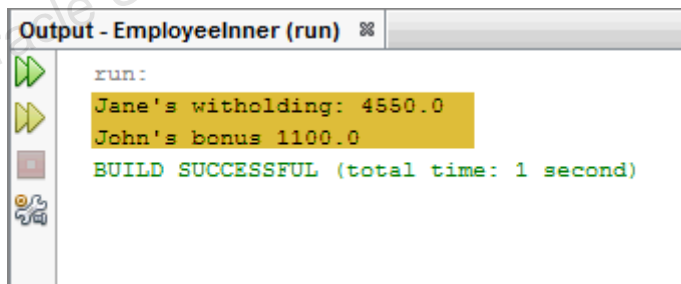 Output - EmployeeInner (run)
run:
Jane's witholding: 4550.0
John's bonus 1100.0
BUILD SUCCESSFUL (total time: 1 second)